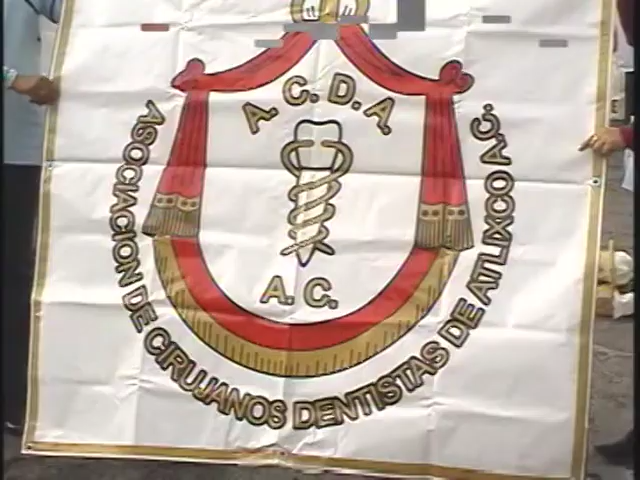 A. C. D. A.
A. C.
ASOCIACION DE CIRUJANOS DENTISTAS DE ATLIXCO A.C.